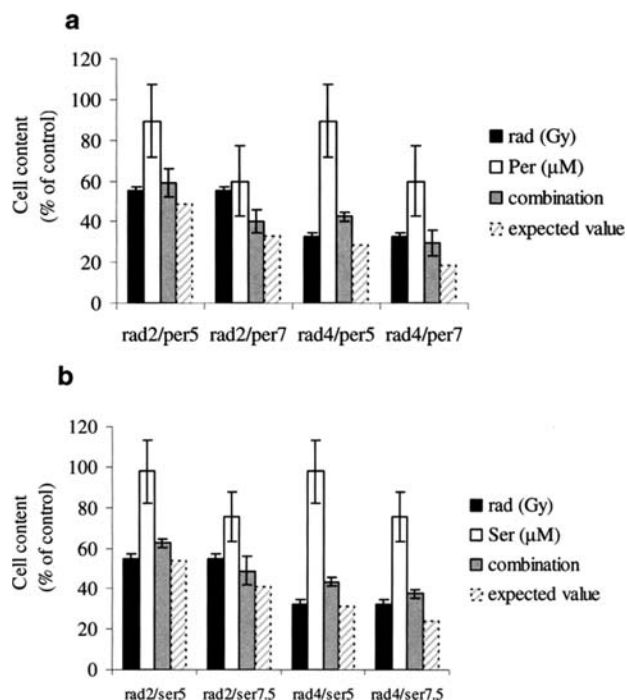 a
Cell content
(% of control)
120
100
80
60
40
20
0
rad2/per5 rad2/per7 rad4/per5 rad4/per7
rad (Gy)
Per (µM)
combination
expected value
b
Cell content
(% of control)
120
100
80
60
40
20
0
rad2/ser5 rad2/ser7.5 rad4/ser5 rad4/ser7.5
rad (Gy)
Ser (µM)
combination
expected value